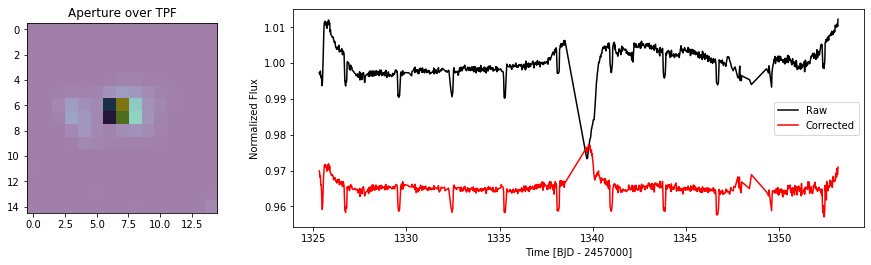 Aperture over TPF
0
2
4
6
8
10
12
14
0.0 2.5 5.0 7.5 10.0 12.5
Normalized Flux
1.01
1.00
0.99
0.98
0.97
0.96
Raw
Corrected
1325 1330 1335 1340 1345 1350
Time [BJD - 2457000]